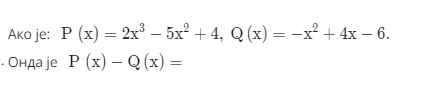 Ако је: P (x) = 2x³ − 5x² + 4, Q (x) = −x² + 4x − 6.
. Онда је P (x) − Q (x) =